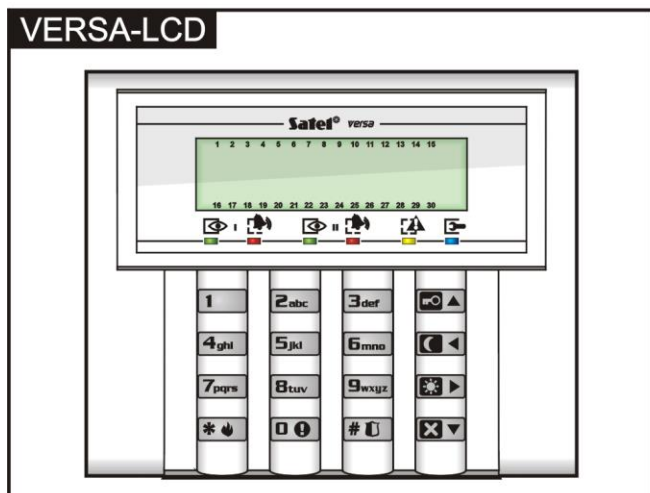 VERSA-LCD
Satel® versa
1 2 3 4 5 6 7 8 9 10 11 12 13 14 15
16 17 18 19 20 21 22 23 24 25 26 27 28 29 30
I II
1 2abc 3def
4ghi 5jkl 6mno
7pqrs 8tuv 9wxyz
* 0 #